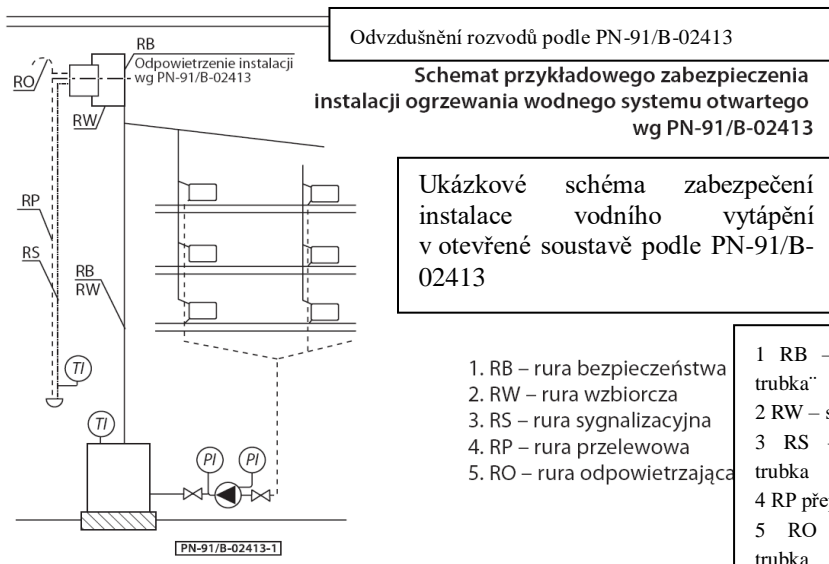 Odvzdušnění rozvodů podle PN-91/B-02413
RB
Odpowietrzenie instalacji
wg PN-91/B-02413
RO
RW
Schemat przykładowego zabezpieczenia
instalacji ogrzewania wodnego systemu otwartego
wg PN-91/B-02413
Ukázkové schéma zabezpečení
instalace vodního vytápění
v otevřené soustavě podle PN-91/B-
02413
RP
RS
RB
RW
TI
TI
PI
PI
PN-91/B-02413-1
1. RB – rura bezpieczeństwa
2. RW – rura wzbiorcza
3. RS – rura sygnalizacyjna
4. RP – rura przelewowa
5. RO – rura odpowietrzająca
1 RB –
trubka¨
2 RW –
3 RS
trubka
4 RP
5 RO
trubka